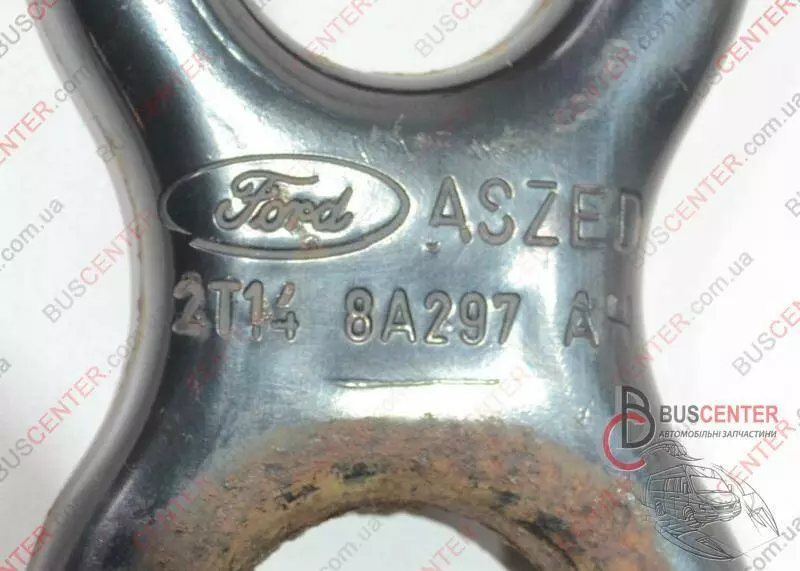 Ford ASZED
2T14 8A297 A
BUSCENTER
АВТОМОБІЛЬНІ ЗАПЧАСТИНИ
BUSCENTER.com.ua